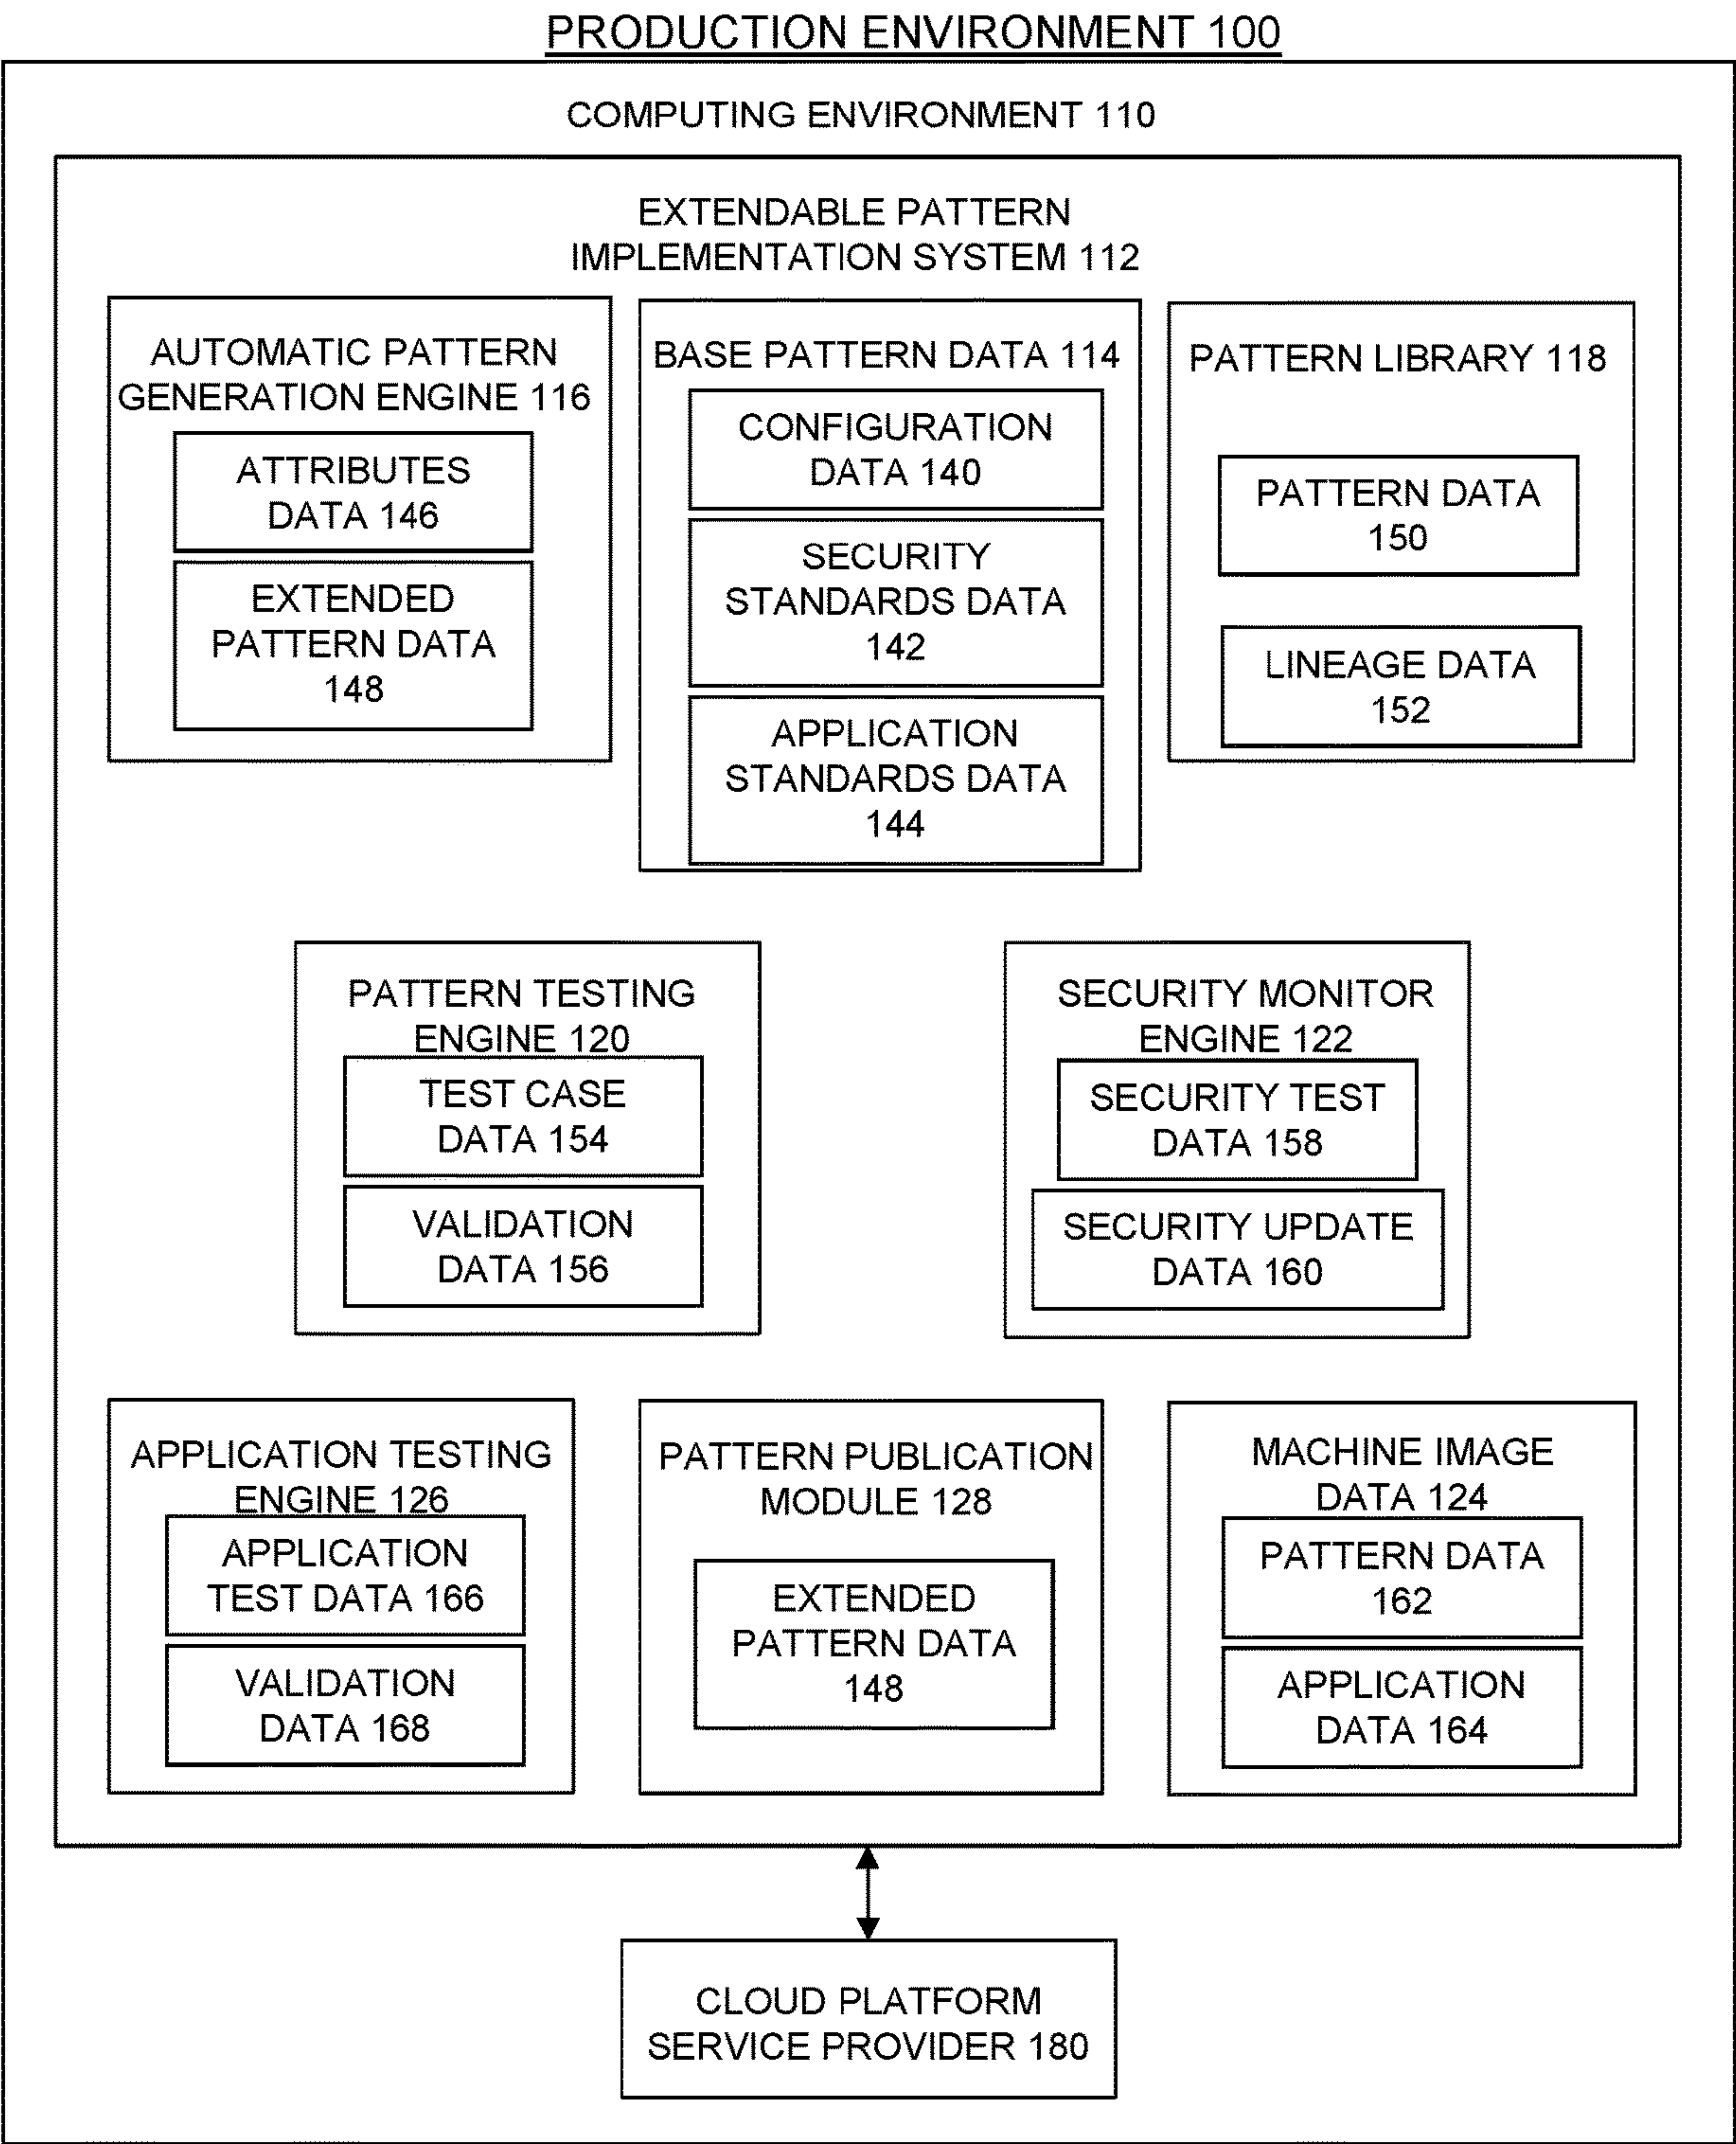 PRODUCTION ENVIRONMENT 100
COMPUTING ENVIRONMENT 110
EXTENDABLE PATTERN
IMPLEMENTATION SYSTEM 112
AUTOMATIC PATTERN
GENERATION ENGINE 116
ATTRIBUTES
DATA 146
EXTENDED
PATTERN DATA
148
BASE PATTERN DATA 114
CONFIGURATION
DATA 140
SECURITY
STANDARDS DATA
142
APPLICATION
STANDARDS DATA
144
PATTERN LIBRARY 118
PATTERN DATA
150
LINEAGE DATA
152
PATTERN TESTING
ENGINE 120
TEST CASE
DATA 154
VALIDATION
DATA 156
SECURITY MONITOR
ENGINE 122
SECURITY TEST
DATA 158
SECURITY UPDATE
DATA 160
APPLICATION TESTING
ENGINE 126
APPLICATION
TEST DATA 166
VALIDATION
DATA 168
PATTERN PUBLICATION
MODULE 128
EXTENDED
PATTERN DATA
148
MACHINE IMAGE
DATA 124
PATTERN DATA
162
APPLICATION
DATA 164
CLOUD PLATFORM
SERVICE PROVIDER 180